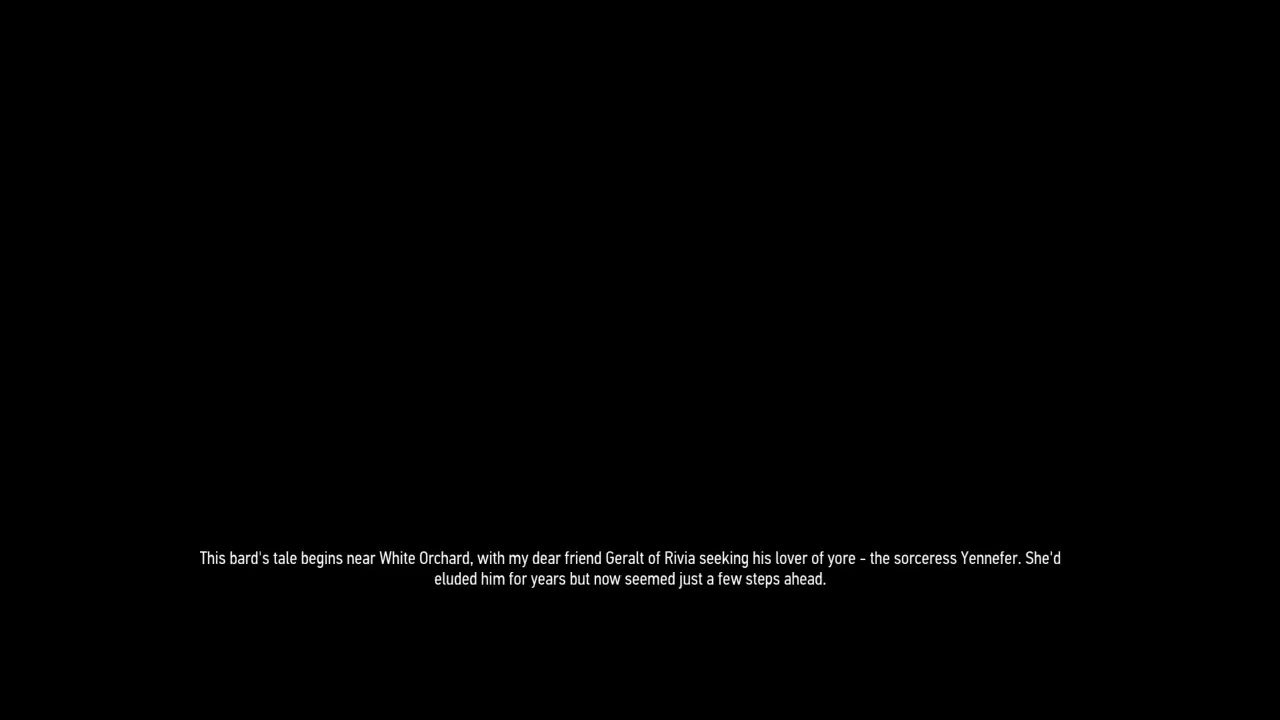 This bard's tale begins near White Orchard, with my dear friend Geralt of Rivia seeking his lover of yore - the sorceress Yennefer. She'd
eluded him for years but now seemed just a few steps ahead.